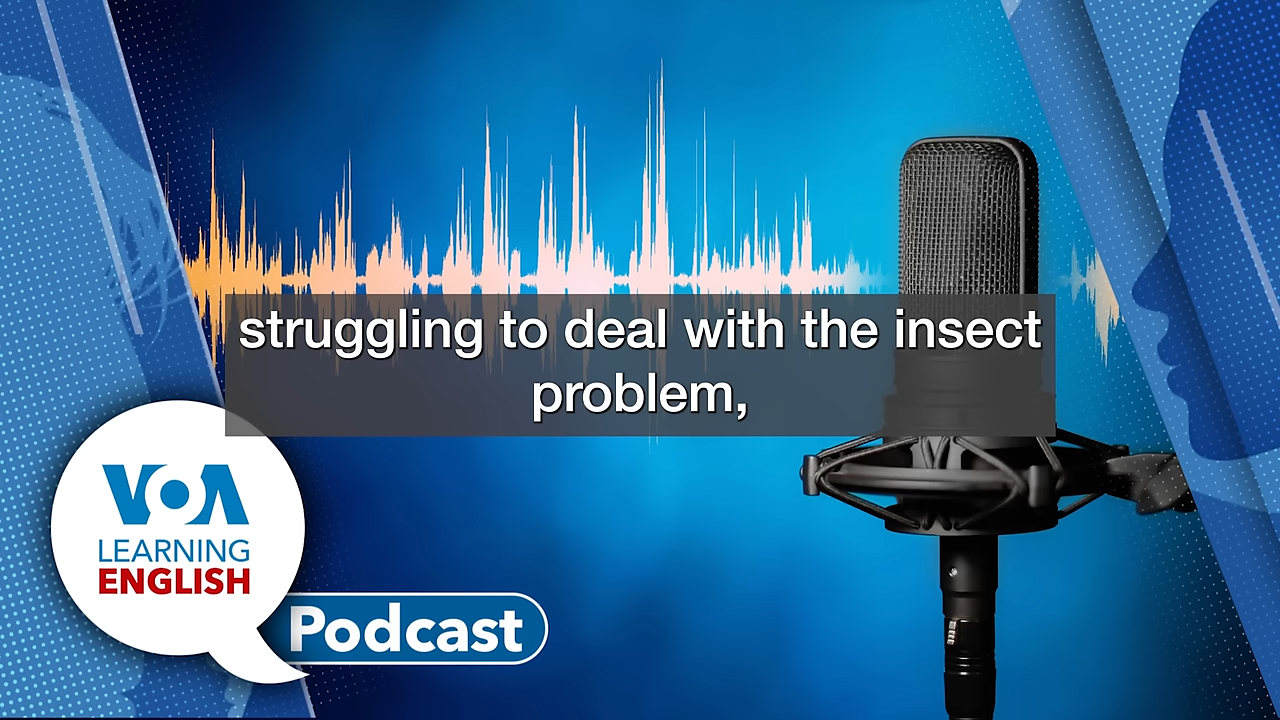 struggling to deal with the insect
problem,
VOA
LEARNING
ENGLISH
Podcast